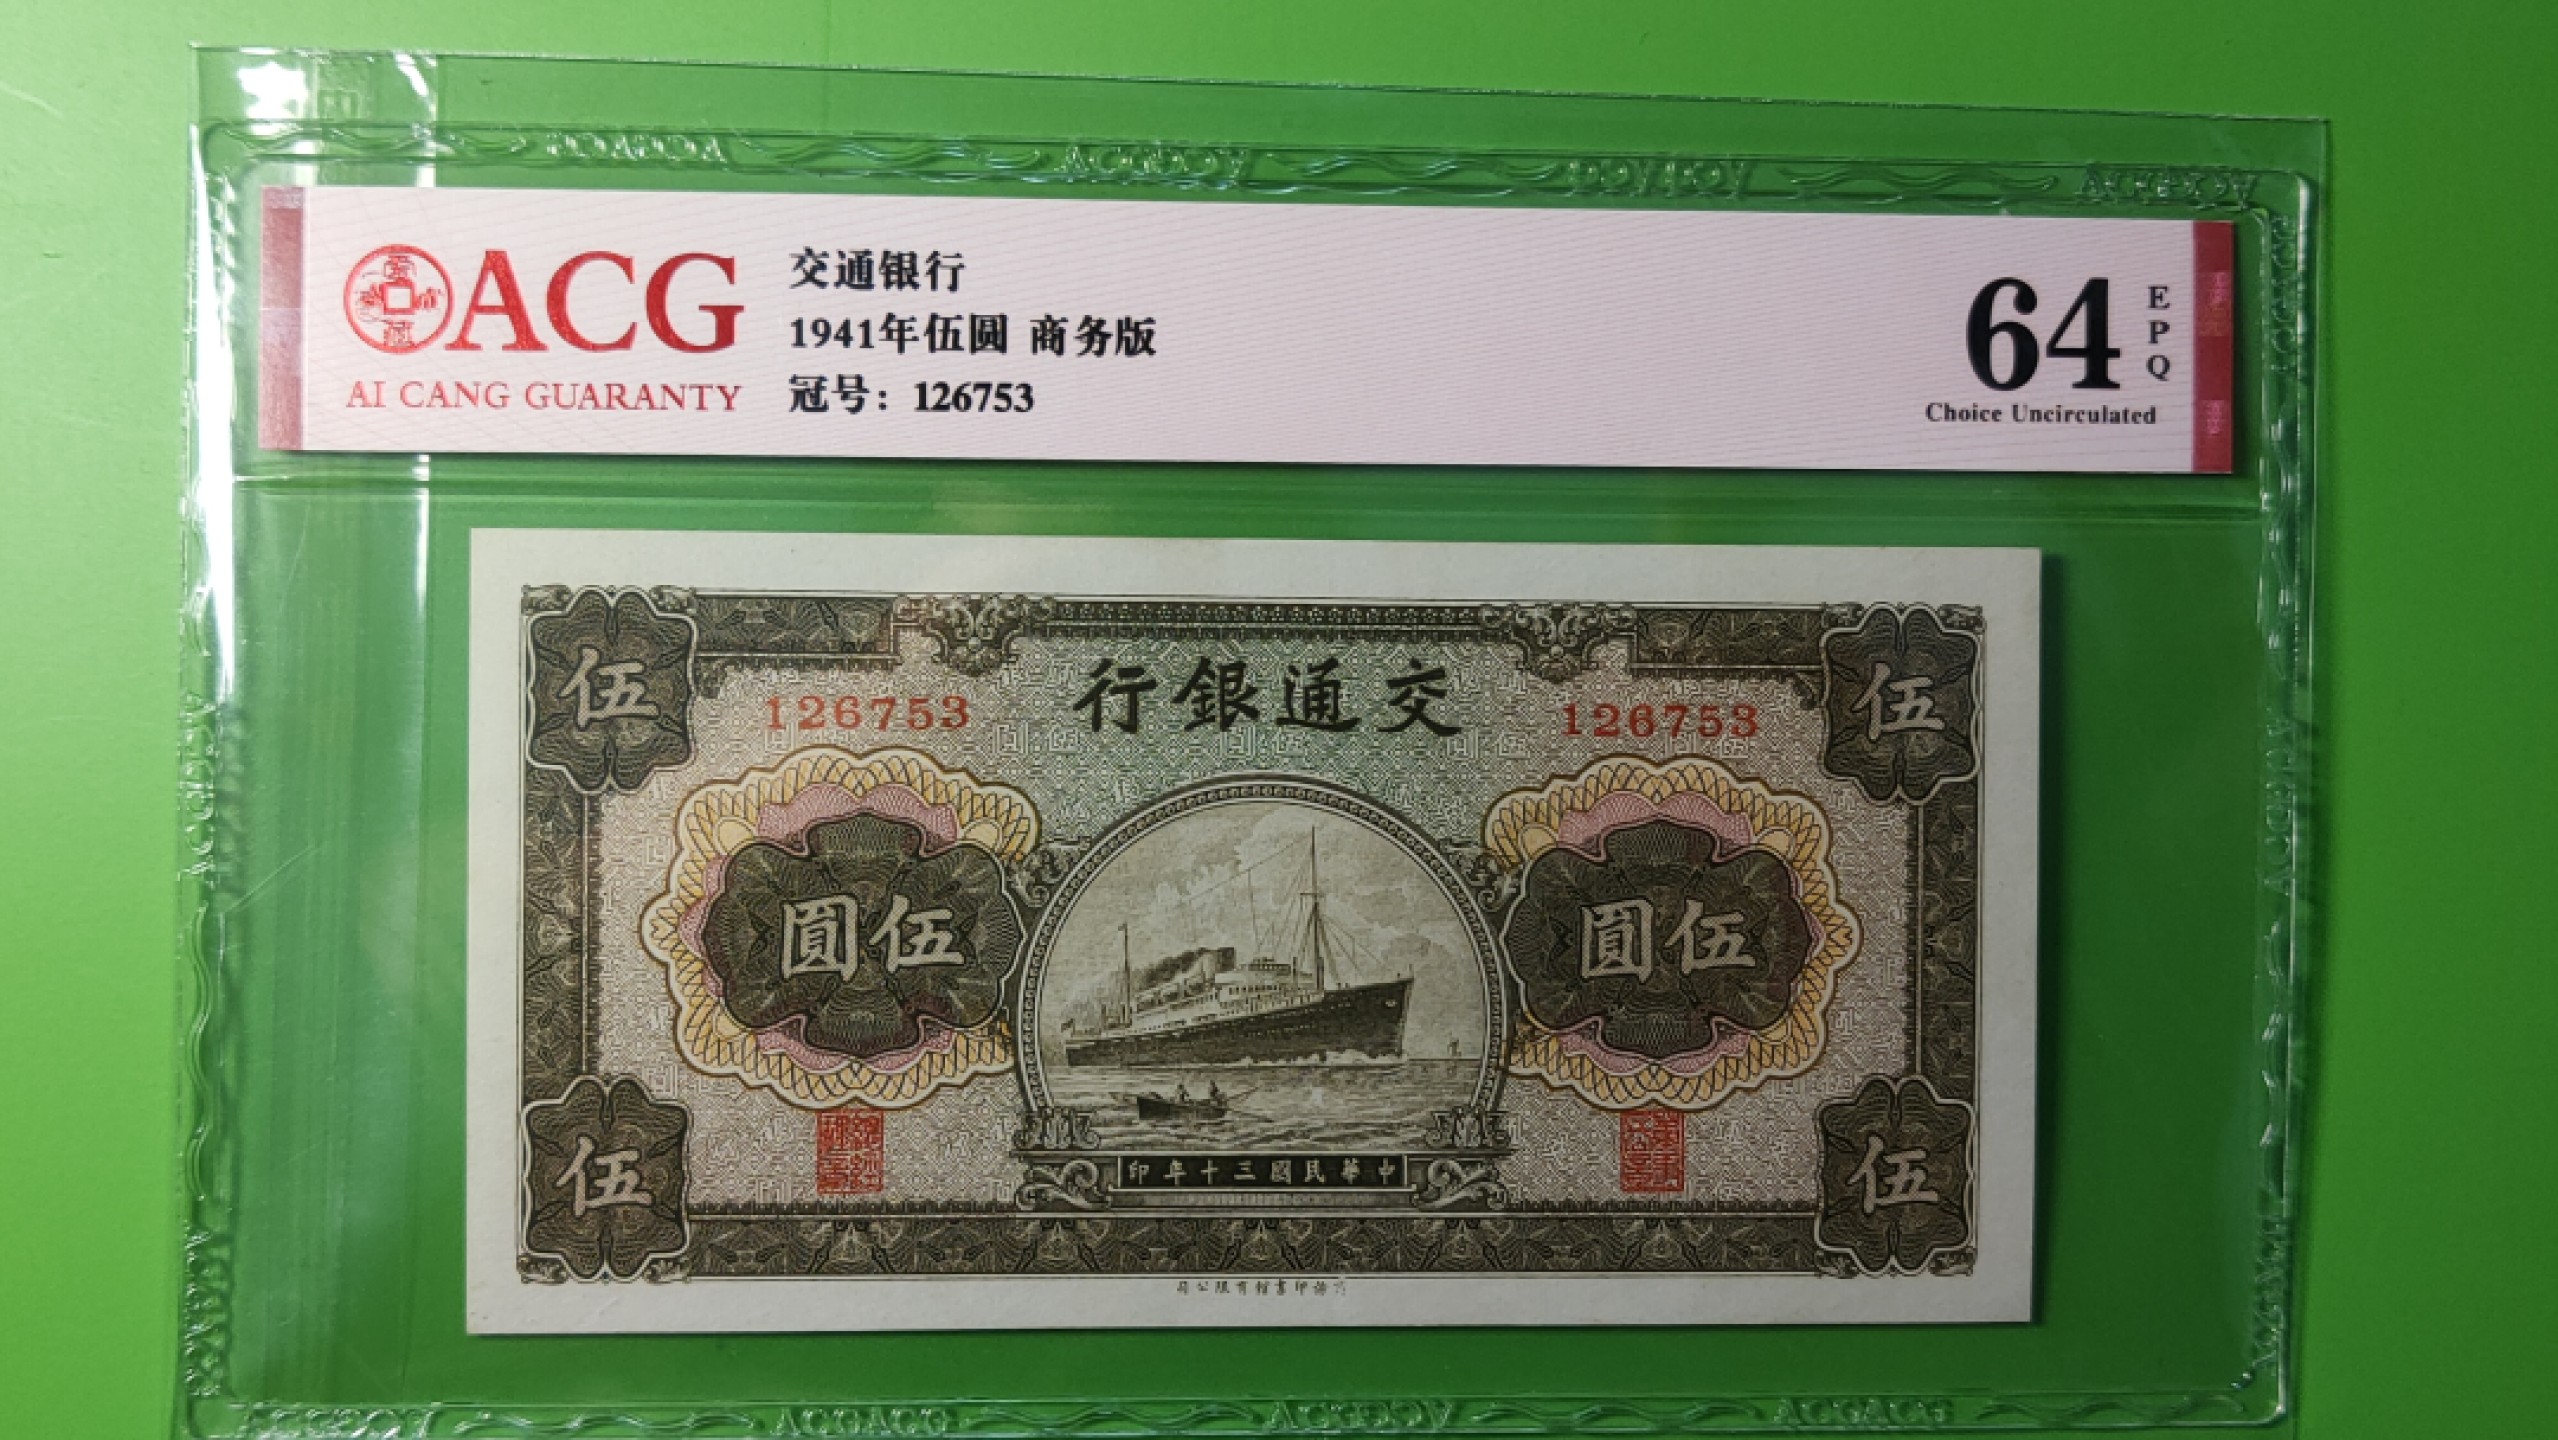 ACG
AI CANG GUARANTY
交通银行
1941年伍圆 商务版
冠号：126753
64
EPQ
Choice Uncirculated
伍
伍
行銀通交
126753
126753
圓伍
圓伍
印年十三國民華中
伍
伍